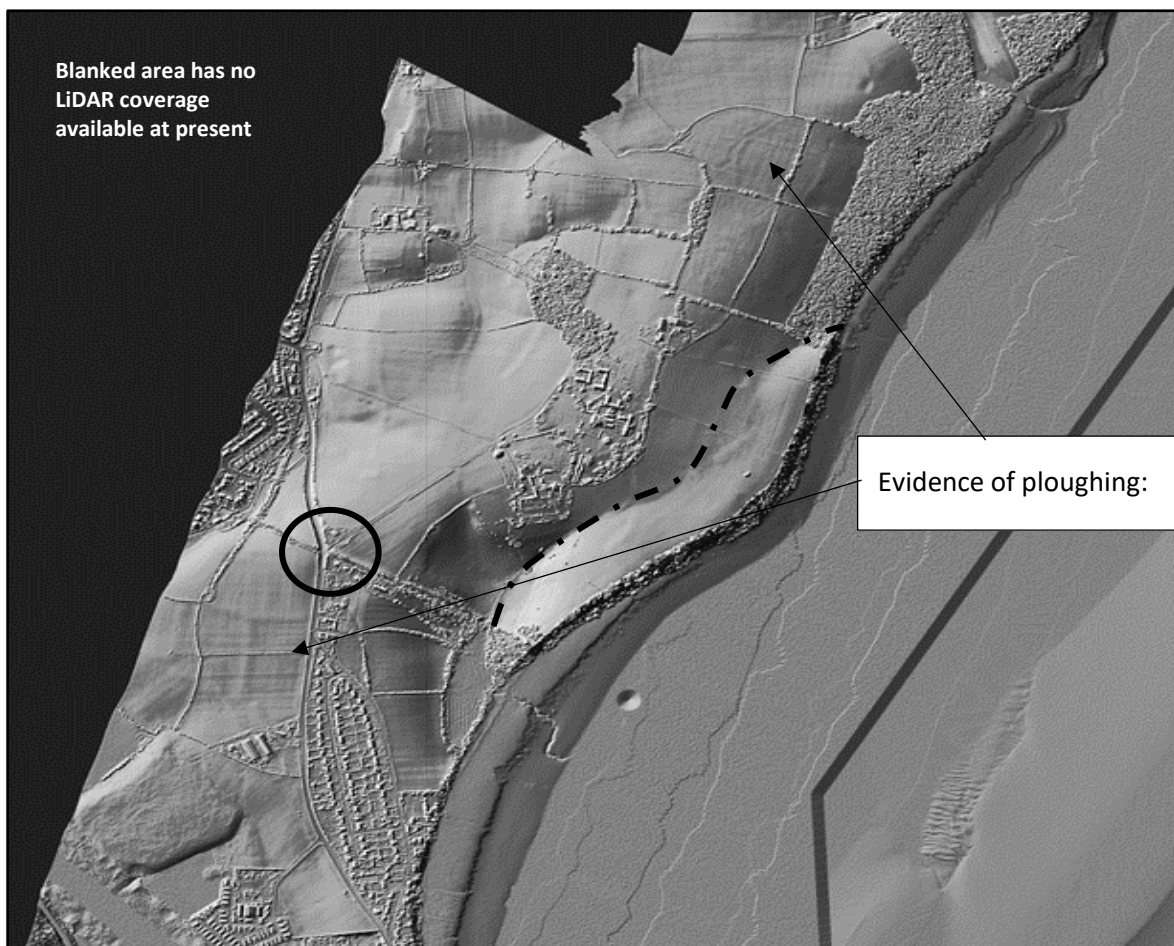 Blanked area has no
LiDAR coverage
available at present
Evidence of ploughing: